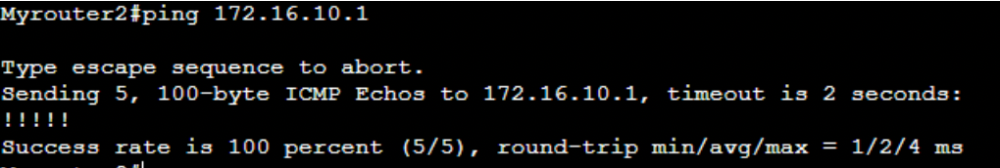 Myrouter2#ping 172.16.10.1
Type escape sequence to abort.
Sending 5, 100-byte ICMP Echos to 172.16.10.1, timeout is 2 seconds:
!!!!!
Success rate is 100 percent (5/5), round-trip min/avg/max = 1/2/4 ms